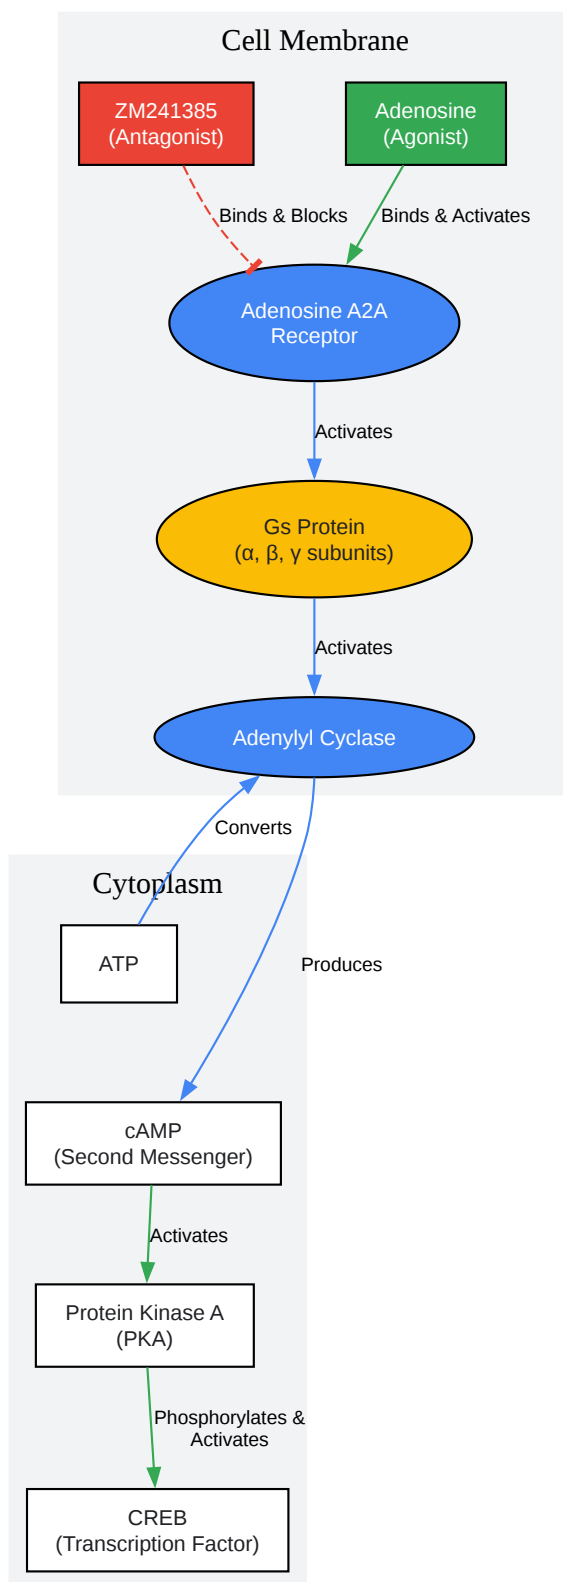 Cell Membrane
ZM241385
(Antagonist)
Adenosine
(Agonist)
Binds & Blocks
Binds & Activates
Adenosine A2A
Receptor
Activates
Gs Protein
(α, β, γ subunits)
Activates
Adenylyl Cyclase
Converts
Cytoplasm
ATP
Produces
cAMP
(Second Messenger)
Activates
Protein Kinase A
(PKA)
Phosphorylates &
Activates
CREB
(Transcription Factor)